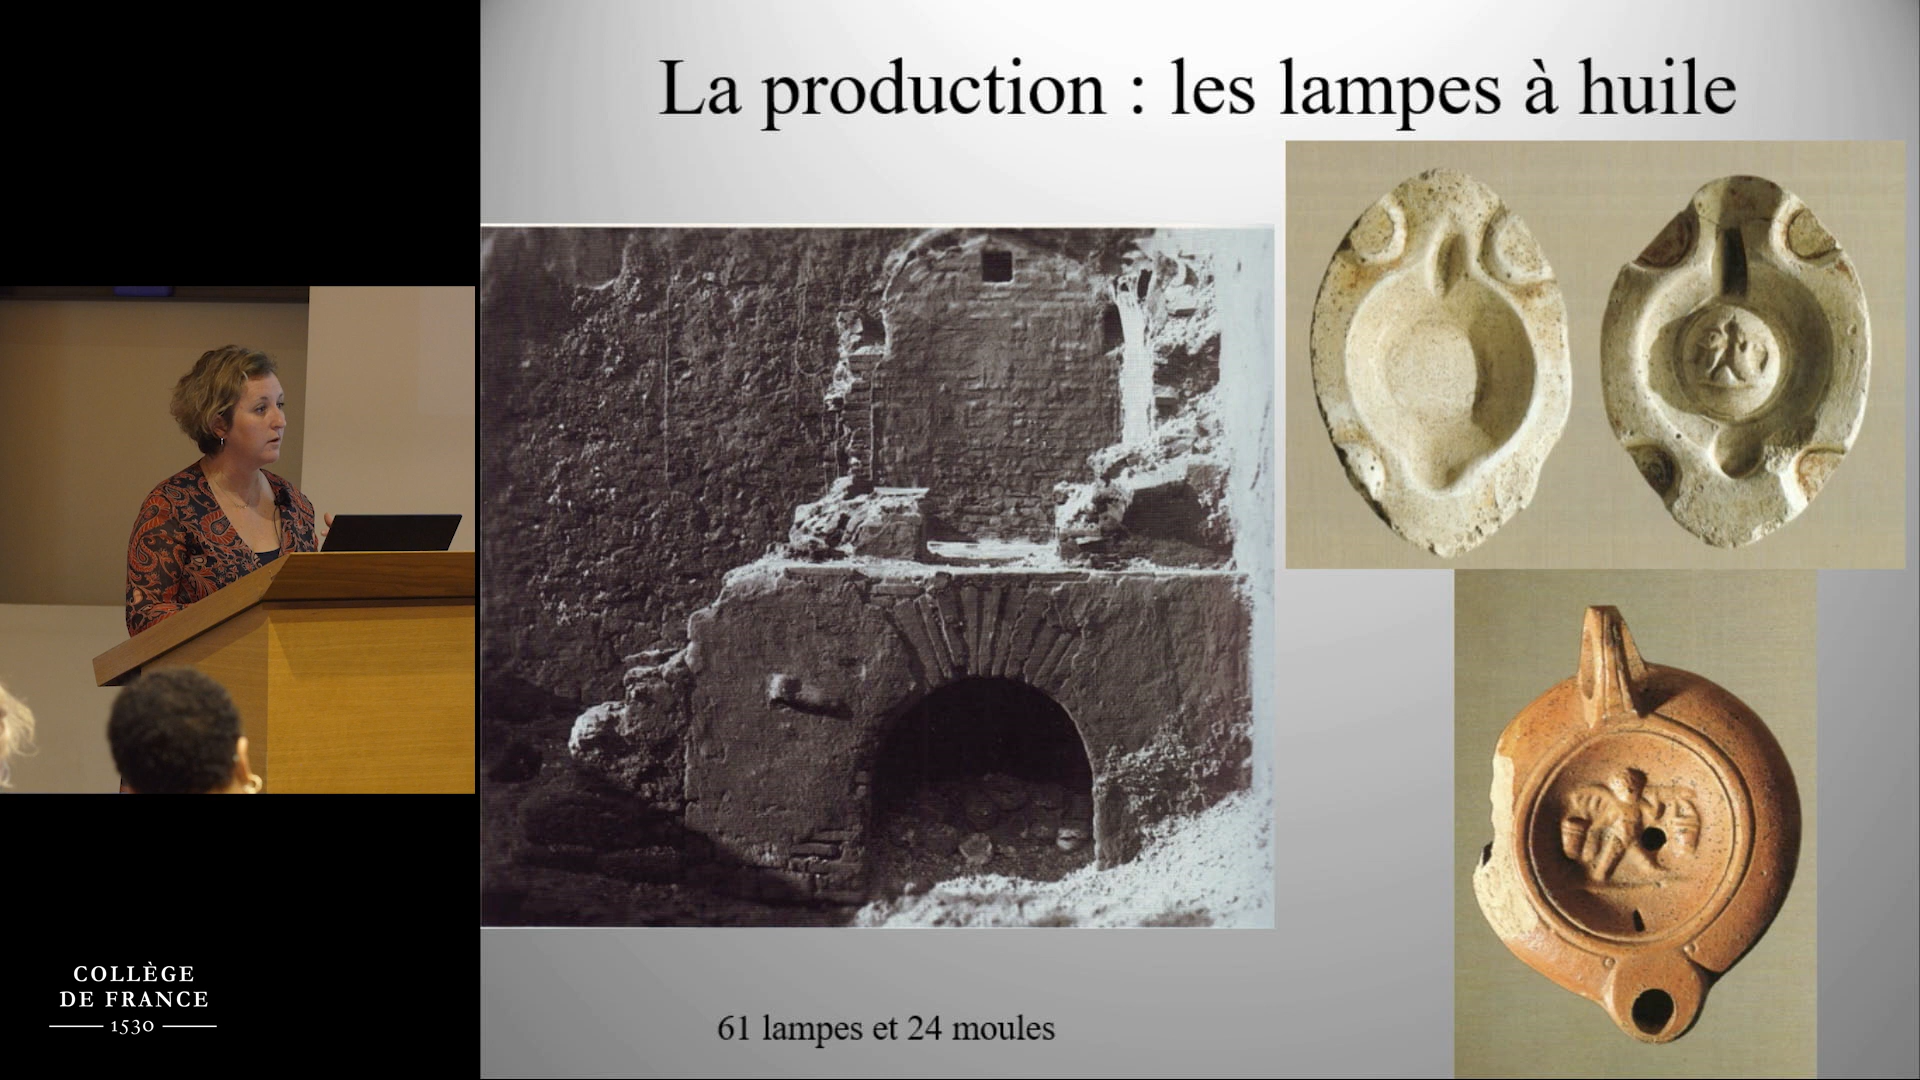 La production : les lampes à huile
61 lampes et 24 moules
COLLÈGE
DE FRANCE
1530